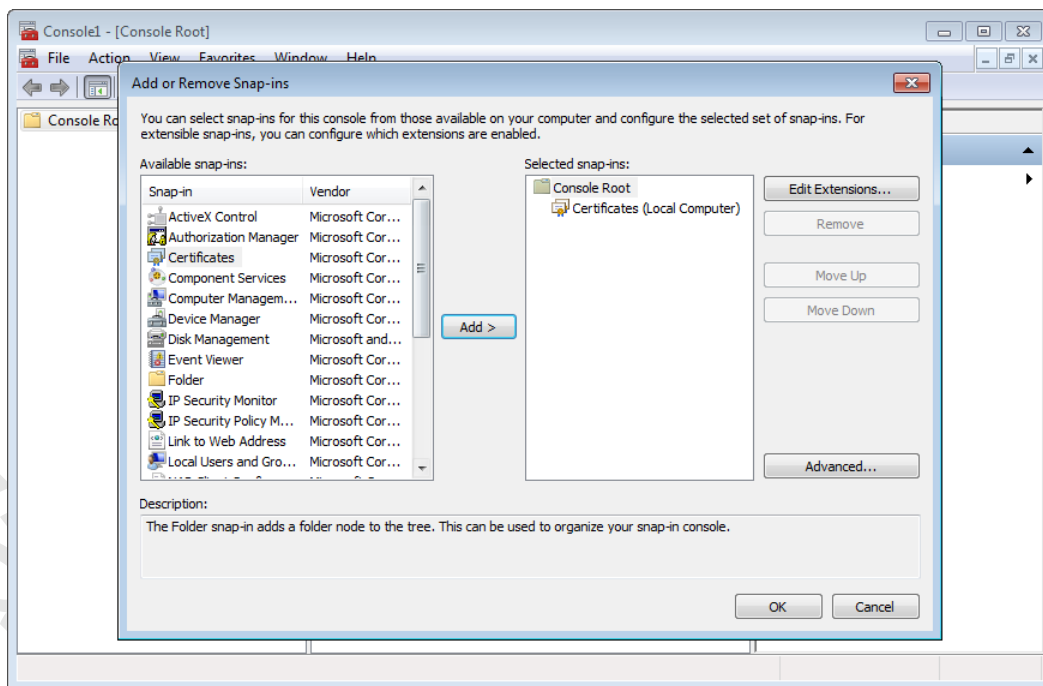 Console1 - [Console Root]
File Action View Favorites Window Help
Add or Remove Snap-ins
Console Ro
You can select snap-ins for this console from those available on your computer and configure the selected set of snap-ins. For
extensible snap-ins, you can configure which extensions are enabled.
Available snap-ins:
Snap-in Vendor
ActiveX Control Microsoft Cor...
Authorization Manager Microsoft Cor...
Certificates Microsoft Cor...
Component Services Microsoft Cor...
Computer Managem... Microsoft Cor...
Device Manager Microsoft Cor...
Disk Management Microsoft and...
Event Viewer Microsoft Cor...
Folder Microsoft Cor...
IP Security Monitor Microsoft Cor...
IP Security Policy M... Microsoft Cor...
Link to Web Address Microsoft Cor...
Local Users and Gro... Microsoft Cor...
Add >
Selected snap-ins:
Console Root
Certificates (Local Computer)
Edit Extensions...
Remove
Move Up
Move Down
Advanced...
Description:
The Folder snap-in adds a folder node to the tree. This can be used to organize your snap-in console.
OK Cancel